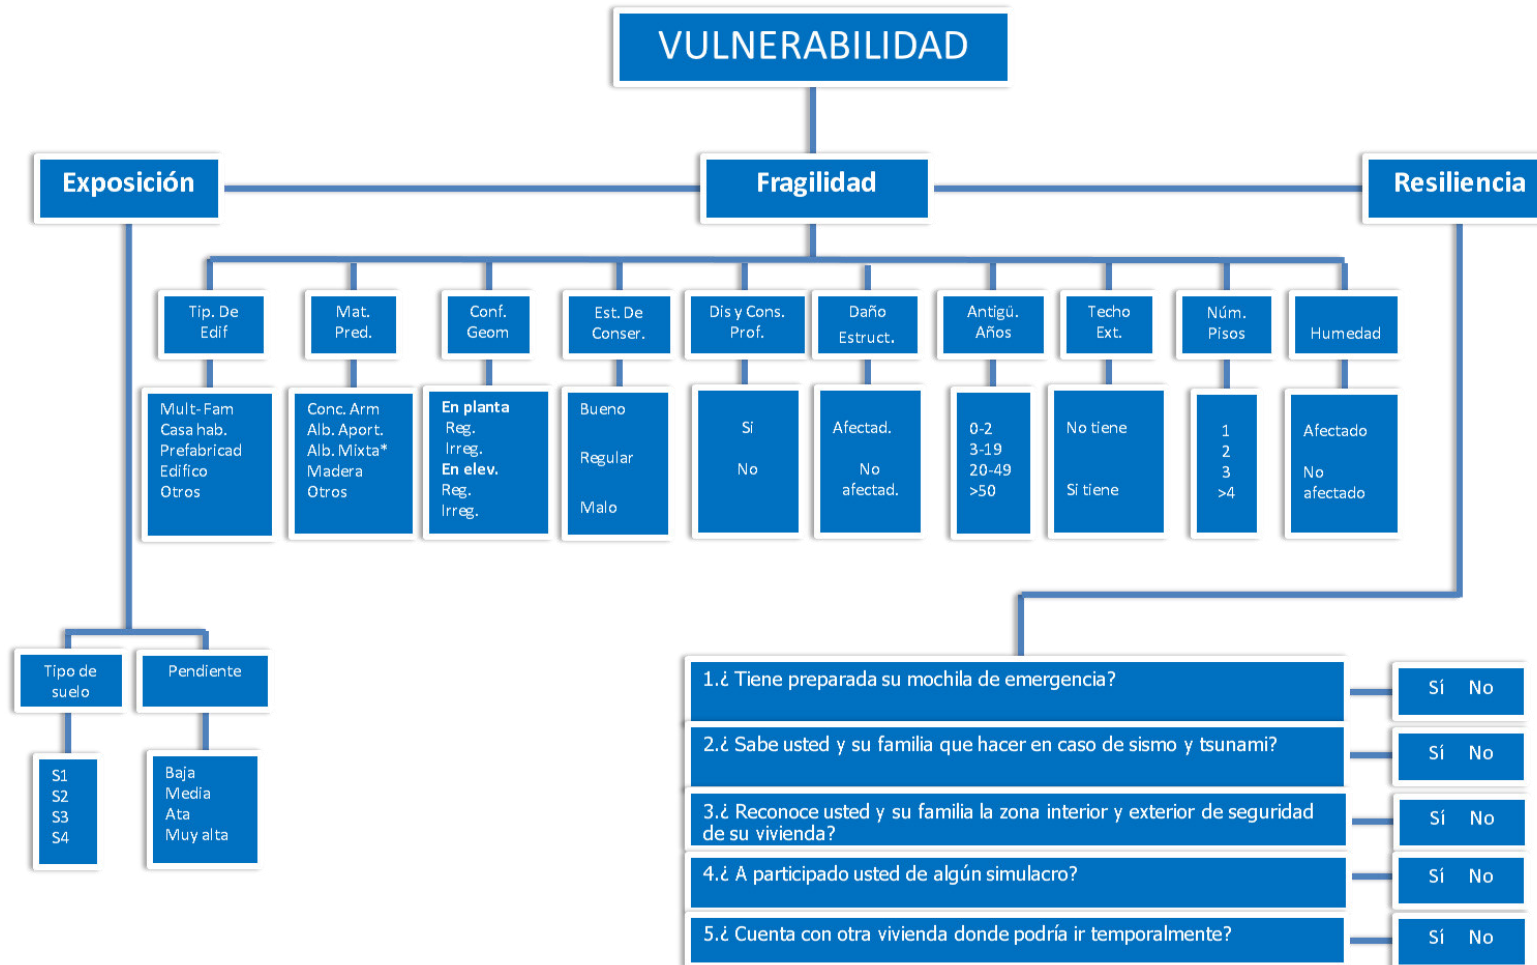 VULNERABILIDAD
Exposición
Fragilidad
Resiliencia
Tip. De
Edif
Mat.
Pred.
Conf.
Geom
Est. De
Conser.
Dis y Cons.
Prof.
Daño
Estruct.
Antigü.
Años
Techo
Ext.
Núm.
Pisos
Humedad
Mult-Fam
Casa hab.
Prefabricad
Edifico
Otros
Conc. Arm
Alb. Aport.
Alb. Mixta*
Madera
Otros
En planta
Reg.
Irreg.
En elev.
Reg.
Irreg.
Bueno
Regular
Malo
Sí
No
Afectad.
No
afectad.
0-2
3-19
20-49
>50
No tiene
Si tiene
1
2
3
>4
Afectado
No
afectado
Tipo de
suelo
Pendiente
S1
S2
S3
S4
Baja
Media
Ata
Muy alta
1.¿ Tiene preparada su mochila de emergencia?
Sí No
2.¿ Sabe usted y su familia que hacer en caso de sismo y tsunami?
Sí No
3.¿ Reconoce usted y su familia la zona interior y exterior de seguridad
de su vivienda?
Sí No
4.¿ A participado usted de algún simulacro?
Sí No
5.¿ Cuenta con otra vivienda donde podría ir temporalmente?
Sí No